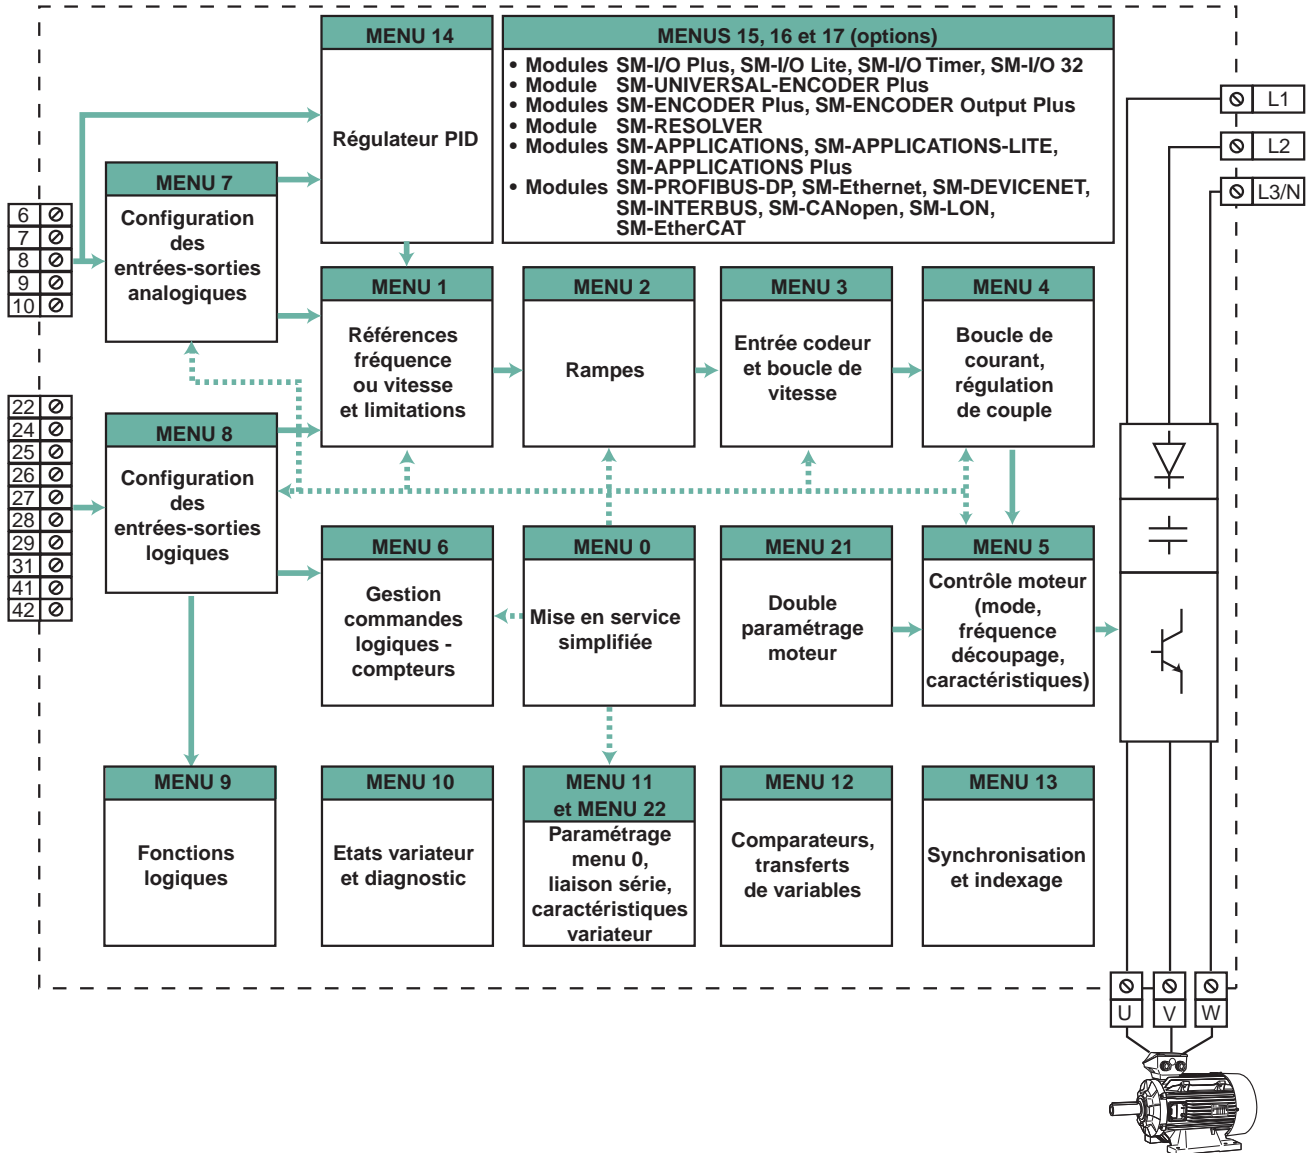 MENU 14
Régulateur PID
MENUS 15, 16 et 17 (options)
• Modules SM-I/O Plus, SM-I/O Lite, SM-I/O Timer, SM-I/O 32
• Module SM-UNIVERSAL-ENCODER Plus
• Modules SM-ENCODER Plus, SM-ENCODER Output Plus
• Module SM-RESOLVER
• Modules SM-APPLICATIONS, SM-APPLICATIONS-LITE,
SM-APPLICATIONS Plus
• Modules SM-PROFIBUS-DP, SM-Ethernet, SM-DEVICENET,
SM-INTERBUS, SM-CANopen, SM-LON,
SM-EtherCAT
L1
L2
L3/N
6
7
8
9
10
MENU 7
Configuration
des
entrées-sorties
analogiques
MENU 1
Références
fréquence
ou vitesse
et limitations
MENU 2
Rampes
MENU 3
Entrée codeur
et boucle de
vitesse
MENU 4
Boucle de
courant,
régulation
de couple
22
24
25
26
27
28
29
31
41
42
MENU 8
Configuration
des
entrées-sorties
logiques
MENU 6
Gestion
commandes
logiques -
compteurs
MENU 0
Mise en service
simplifiée
MENU 21
Double
paramétrage
moteur
MENU 5
Contrôle moteur
(mode,
fréquence
découpage,
caractéristiques)
MENU 9
Fonctions
logiques
MENU 10
Etats variateur
et diagnostic
MENU 11
et MENU 22
Paramétrage
menu 0,
liaison série,
caractéristiques
variateur
MENU 12
Comparateurs,
transferts
de variables
MENU 13
Synchronisation
et indexage
U
V
W